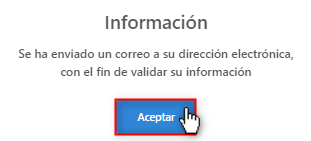 Información
Se ha enviado un correo a su dirección electrónica,
con el fin de validar su información
Aceptar